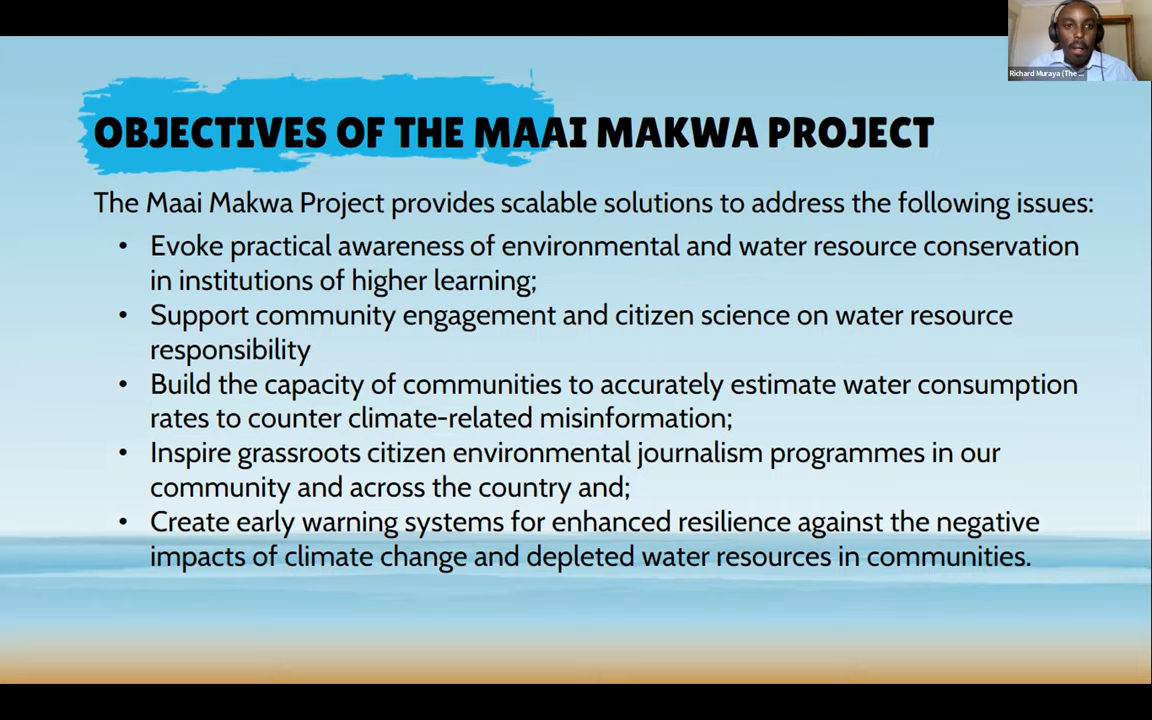 Richard Muraya (The ...
OBJECTIVES OF THE MAAI MAKWA PROJECT
The Maai Makwa Project provides scalable solutions to address the following issues:
• Evoke practical awareness of environmental and water resource conservation
in institutions of higher learning;
• Support community engagement and citizen science on water resource
responsibility
• Build the capacity of communities to accurately estimate water consumption
rates to counter climate-related misinformation;
• Inspire grassroots citizen environmental journalism programmes in our
community and across the country and;
• Create early warning systems for enhanced resilience against the negative
impacts of climate change and depleted water resources in communities.